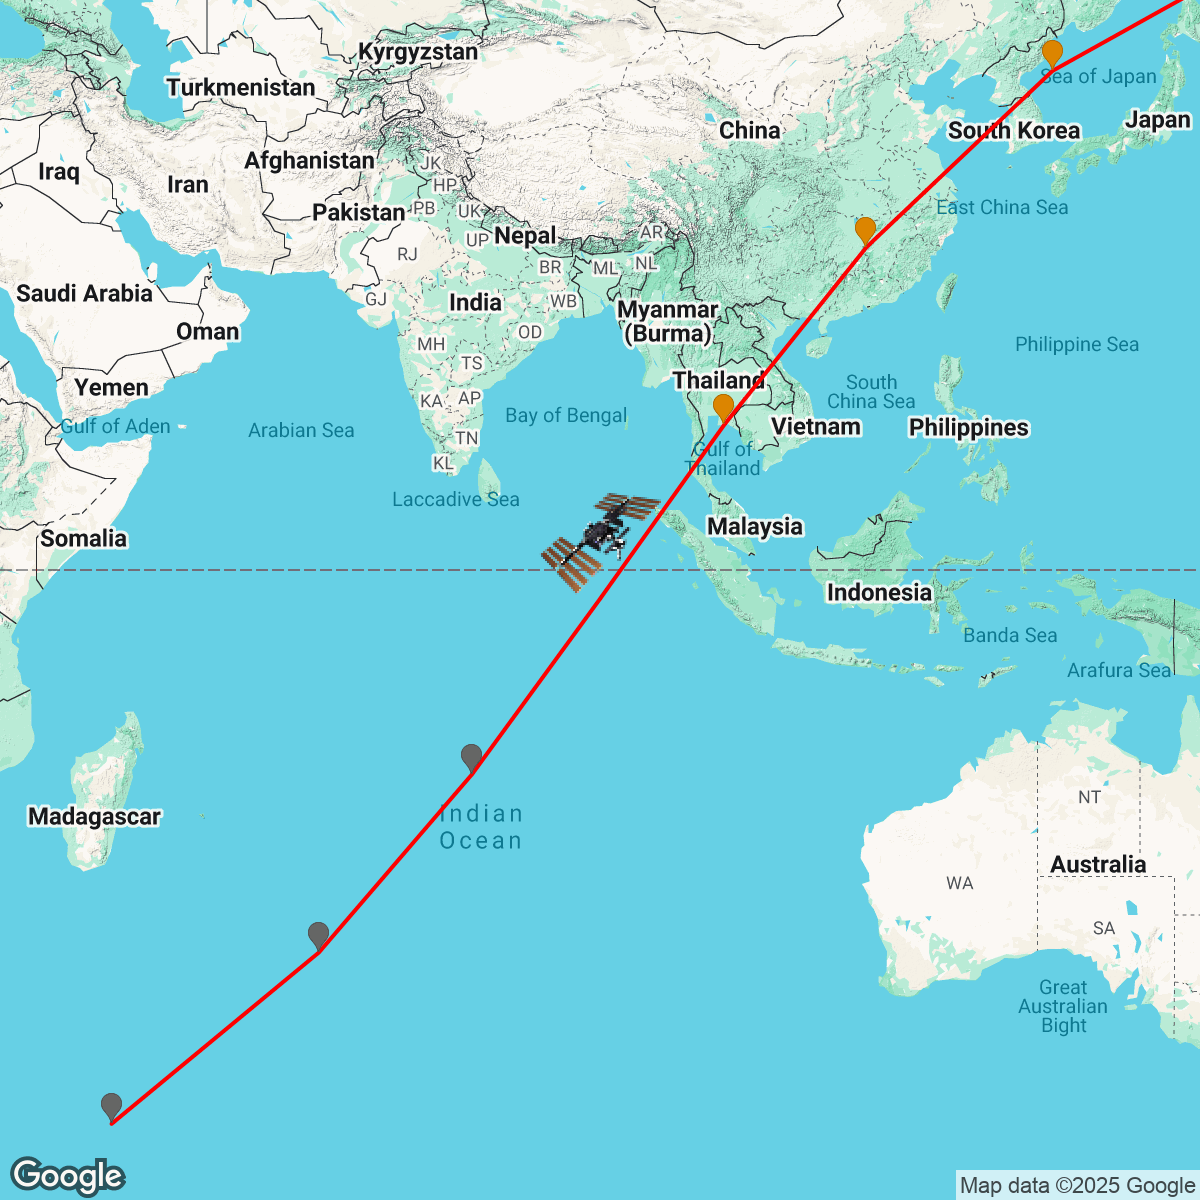 Kyrgyzstan
Turkmenistan
Sea of Japan
Japan
China
South Korea
Afghanistan
JK
Iraq
Iran
HP
Pakistan
PB
UK
East China Sea
Nepal
UP
AR
RJ
BR
ML
NL
Saudi Arabia
GJ
India
WB
Myanmar
(Burma)
Oman
OD
MH
Philippine Sea
TS
Yemen
Thailand
South
China Sea
KA
AP
Gulf of Aden
Arabian Sea
Bay of Bengal
Vietnam
Philippines
TN
Gulf of
Thailand
KL
Laccadive Sea
Malaysia
Somalia
Indonesia
Banda Sea
Arafura Sea
NT
Madagascar
Indian
Ocean
Australia
WA
SA
Great
Australian
Bight
Google
Map data ©2025 Google